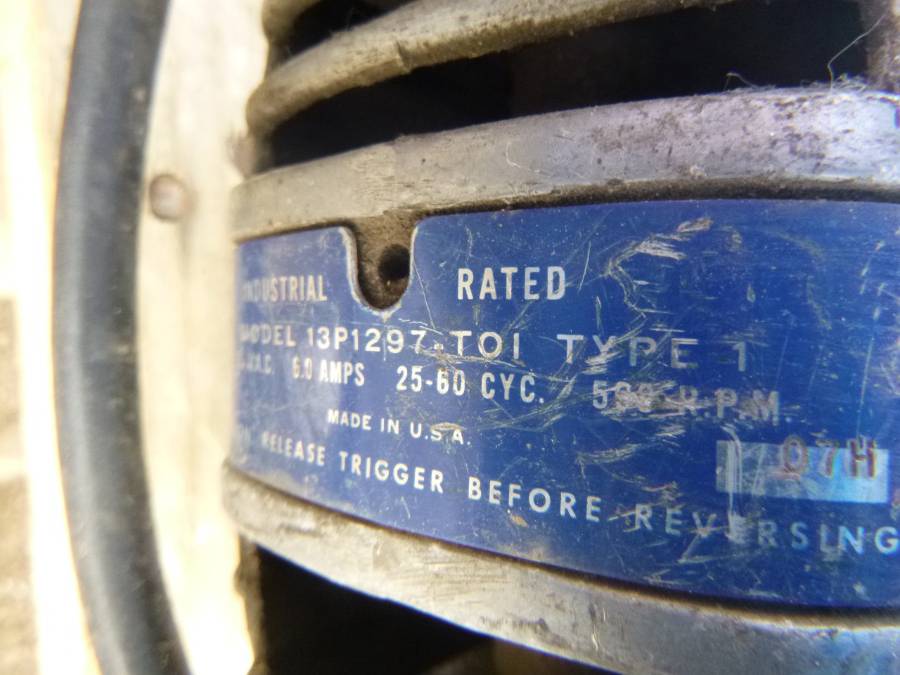 INDUSTRIAL RATED
MODEL 13P1297-TO1 TYPE 1
6.0 AMPS 25-60 CYC. R.P.M.
MADE IN U.S.A.
07H
RELEASE TRIGGER BEFORE REVERSING